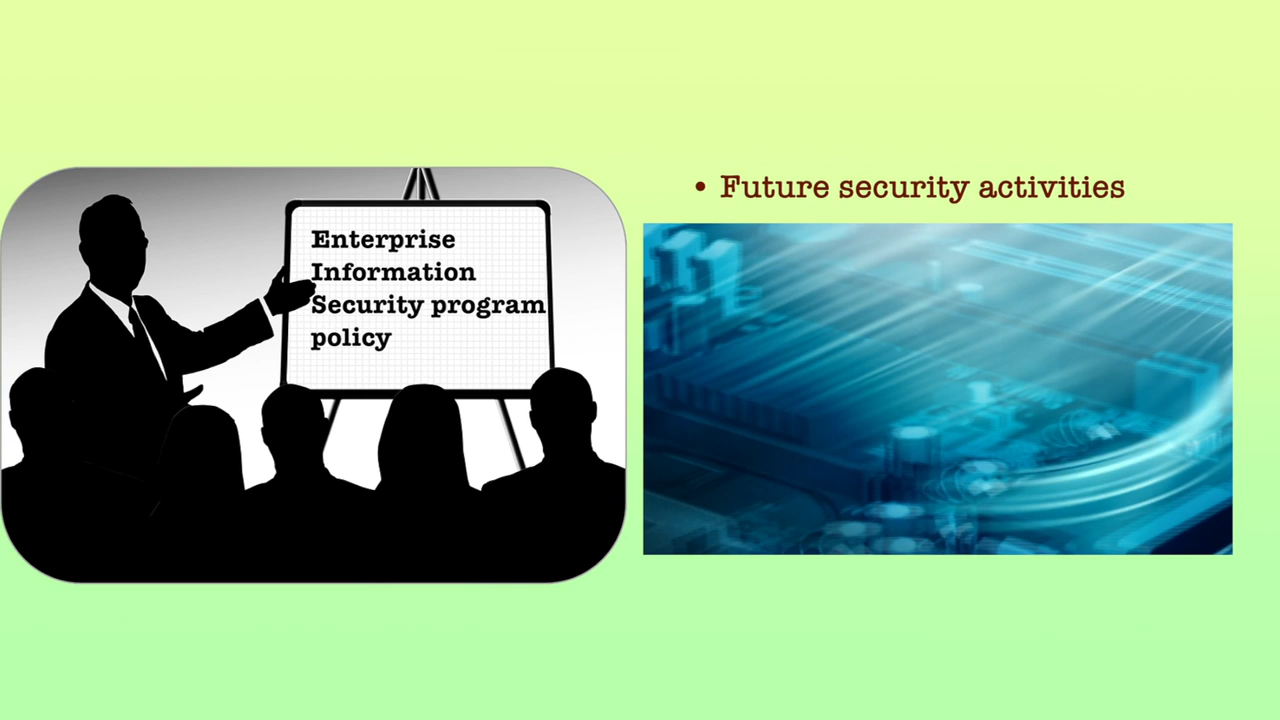 Enterprise
Information
Security program
policy
• Future security activities